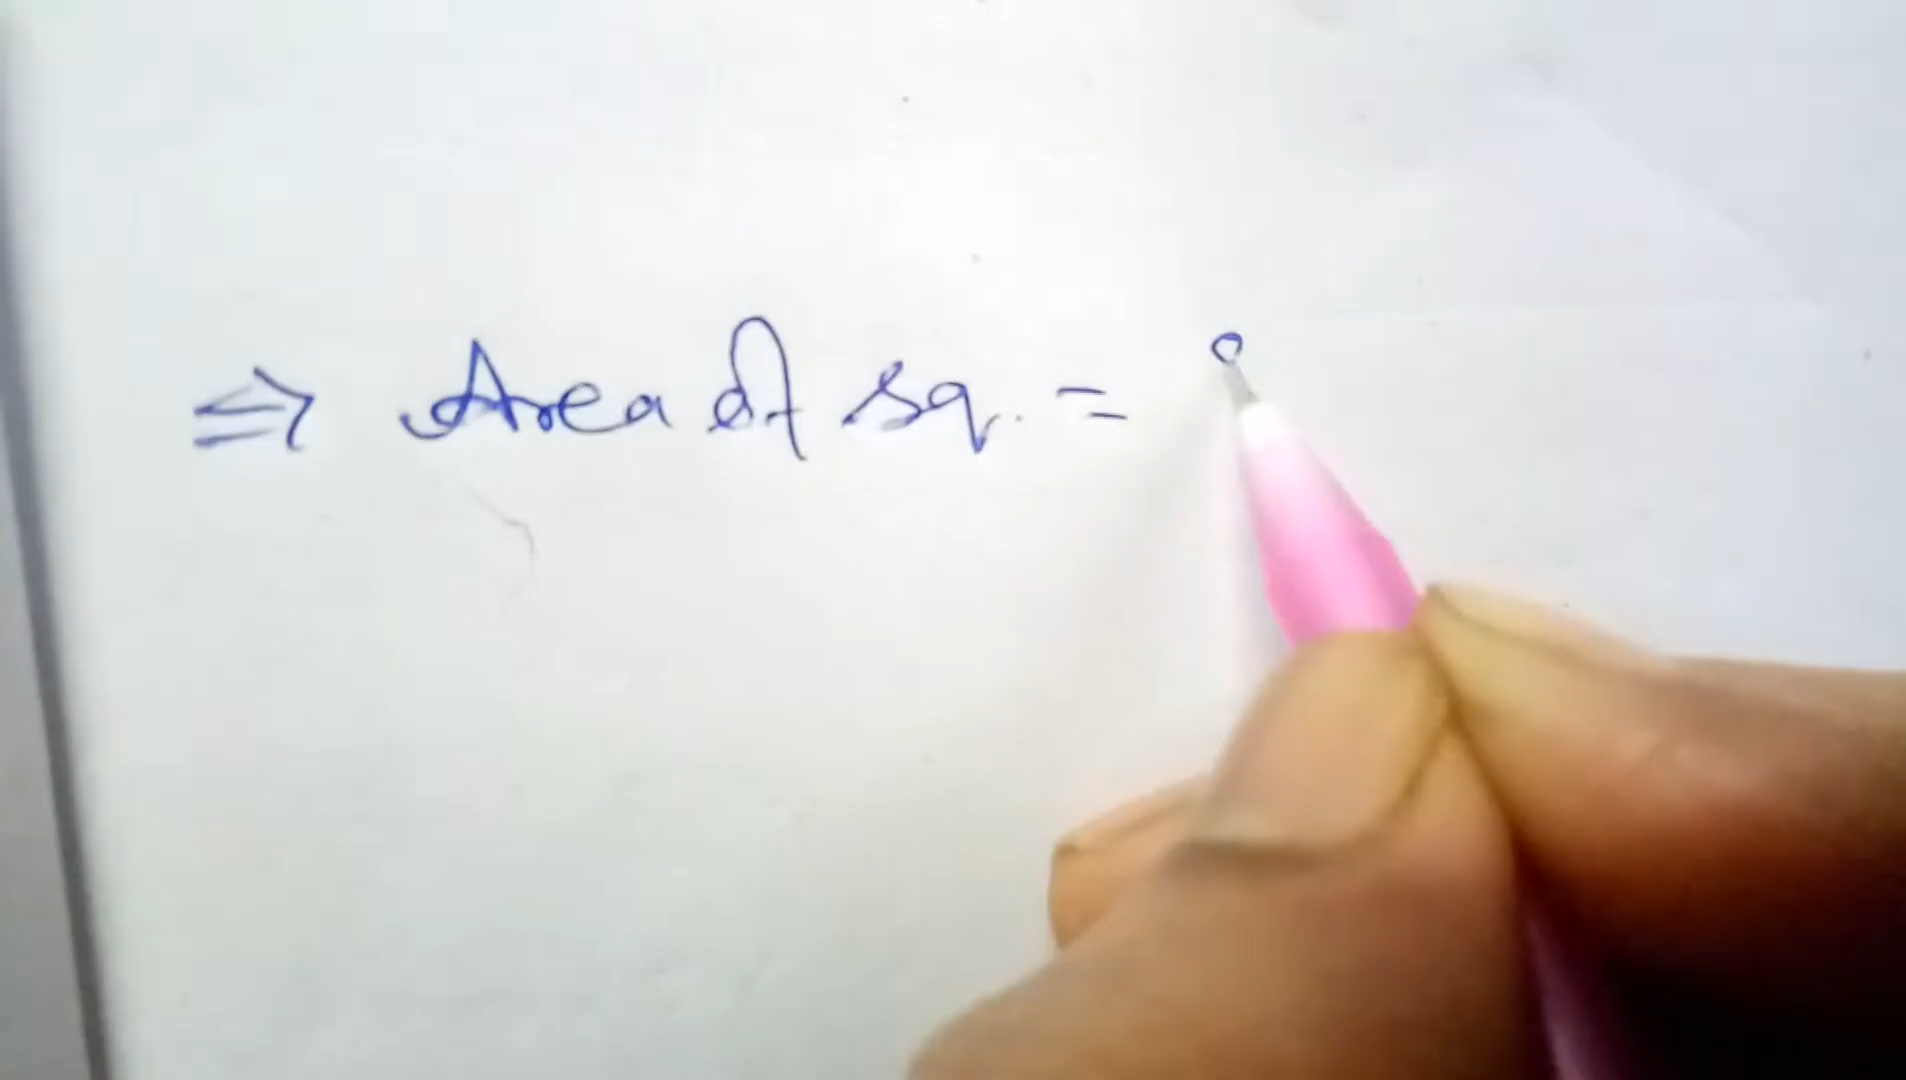 ⇒ Area of sq. =